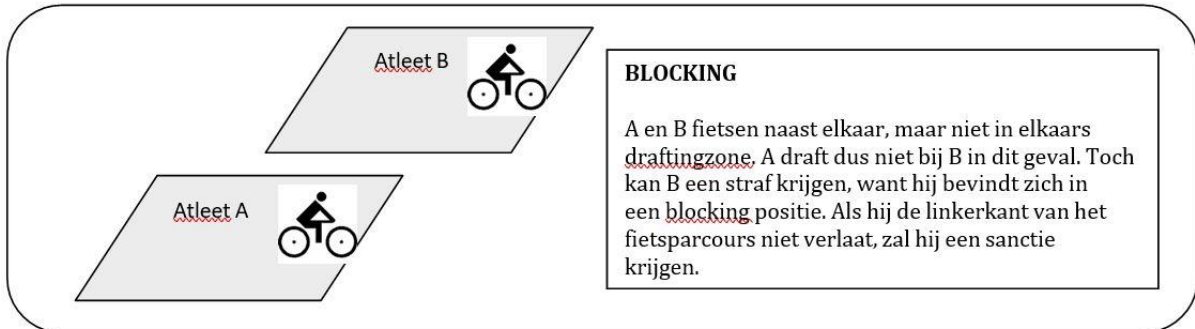 Atleet B
Atleet A
BLOCKING
A en B fietsen naast elkaar, maar niet in elkaars
draftingzone. A draft dus niet bij B in dit geval. Toch
kan B een straf krijgen, want hij bevindt zich in
een blocking positie. Als hij de linkerkant van het
fietsparcours niet verlaat, zal hij een sanctie
krijgen.